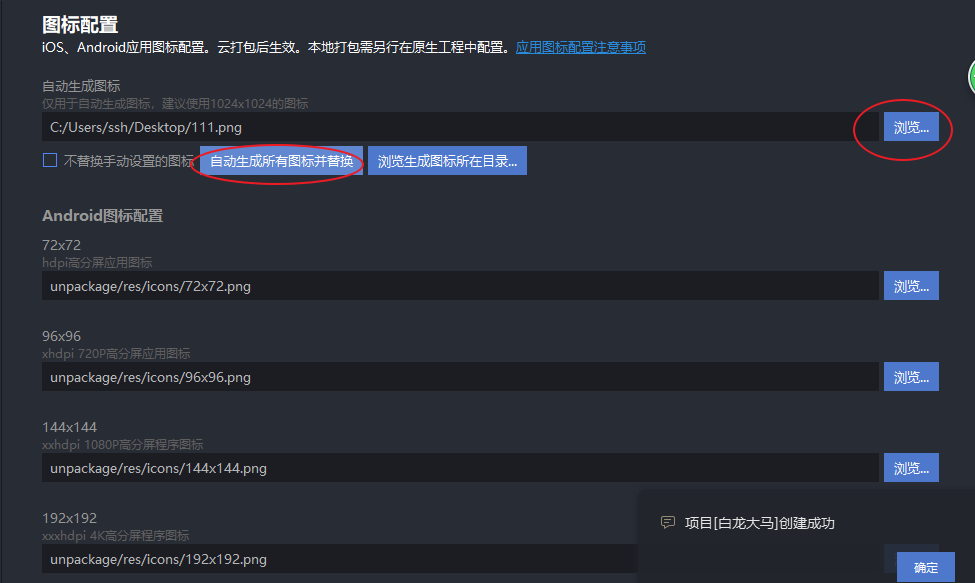 图标配置
iOS、Android应用图标配置。云打包后生效。本地打包需另行在原生工程中配置。应用图标配置注意事项
自动生成图标
仅用于自动生成图标，建议使用1024x1024的图标
C:/Users/ssh/Desktop/111.png 浏览...
不替换手动设置的图标 自动生成所有图标并替换 浏览生成图标所在目录...
Android图标配置
72x72
hdpi高分屏应用图标
unpackage/res/icons/72x72.png 浏览...
96x96
xhdpi 720P高分屏应用图标
unpackage/res/icons/96x96.png 浏览...
144x144
xxhdpi 1080P高分屏程序图标
unpackage/res/icons/144x144.png 浏览...
192x192
xxxhdpi 4K高分屏程序图标
unpackage/res/icons/192x192.png
项目[白龙大马]创建成功
确定